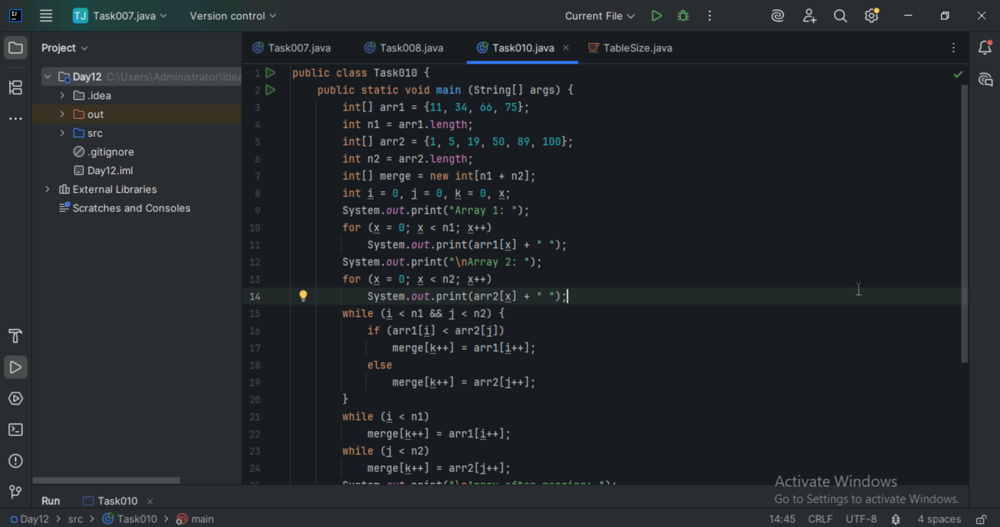 TJ Task007.java Version control Current File
Project
Task007.java Task008.java Task010.java TableSize.java
Day12 C:\Users\Administrator\Idea
.idea
out
src
.gitignore
Day12.iml
External Libraries
Scratches and Consoles
1 public class Task010 {
2 public static void main (String[] args) {
3 int[] arr1 = {11, 34, 66, 75};
4 int n1 = arr1.length;
5 int[] arr2 = {1, 5, 19, 50, 89, 100};
6 int n2 = arr2.length;
7 int[] merge = new int[n1 + n2];
8 int i = 0, j = 0, k = 0, x;
9 System.out.print("Array 1: ");
10 for (x = 0; x < n1; x++)
11 System.out.print(arr1[x] + " ");
12 System.out.print("\nArray 2: ");
13 for (x = 0; x < n2; x++)
14 System.out.print(arr2[x] + " ");
15 while (i < n1 && j < n2) {
16 if (arr1[i] < arr2[j])
17 merge[k++] = arr1[i++];
18 else
19 merge[k++] = arr2[j++];
20 }
21 while (i < n1)
22 merge[k++] = arr1[i++];
23 while (j < n2)
24 merge[k++] = arr2[j++];
25 System.out.print("\nArray after merging: ");
Activate Windows
Go to Settings to activate Windows.
Run Task010
Day12 > src > Task010 > main
14:45 CRLF UTF-8 4 spaces